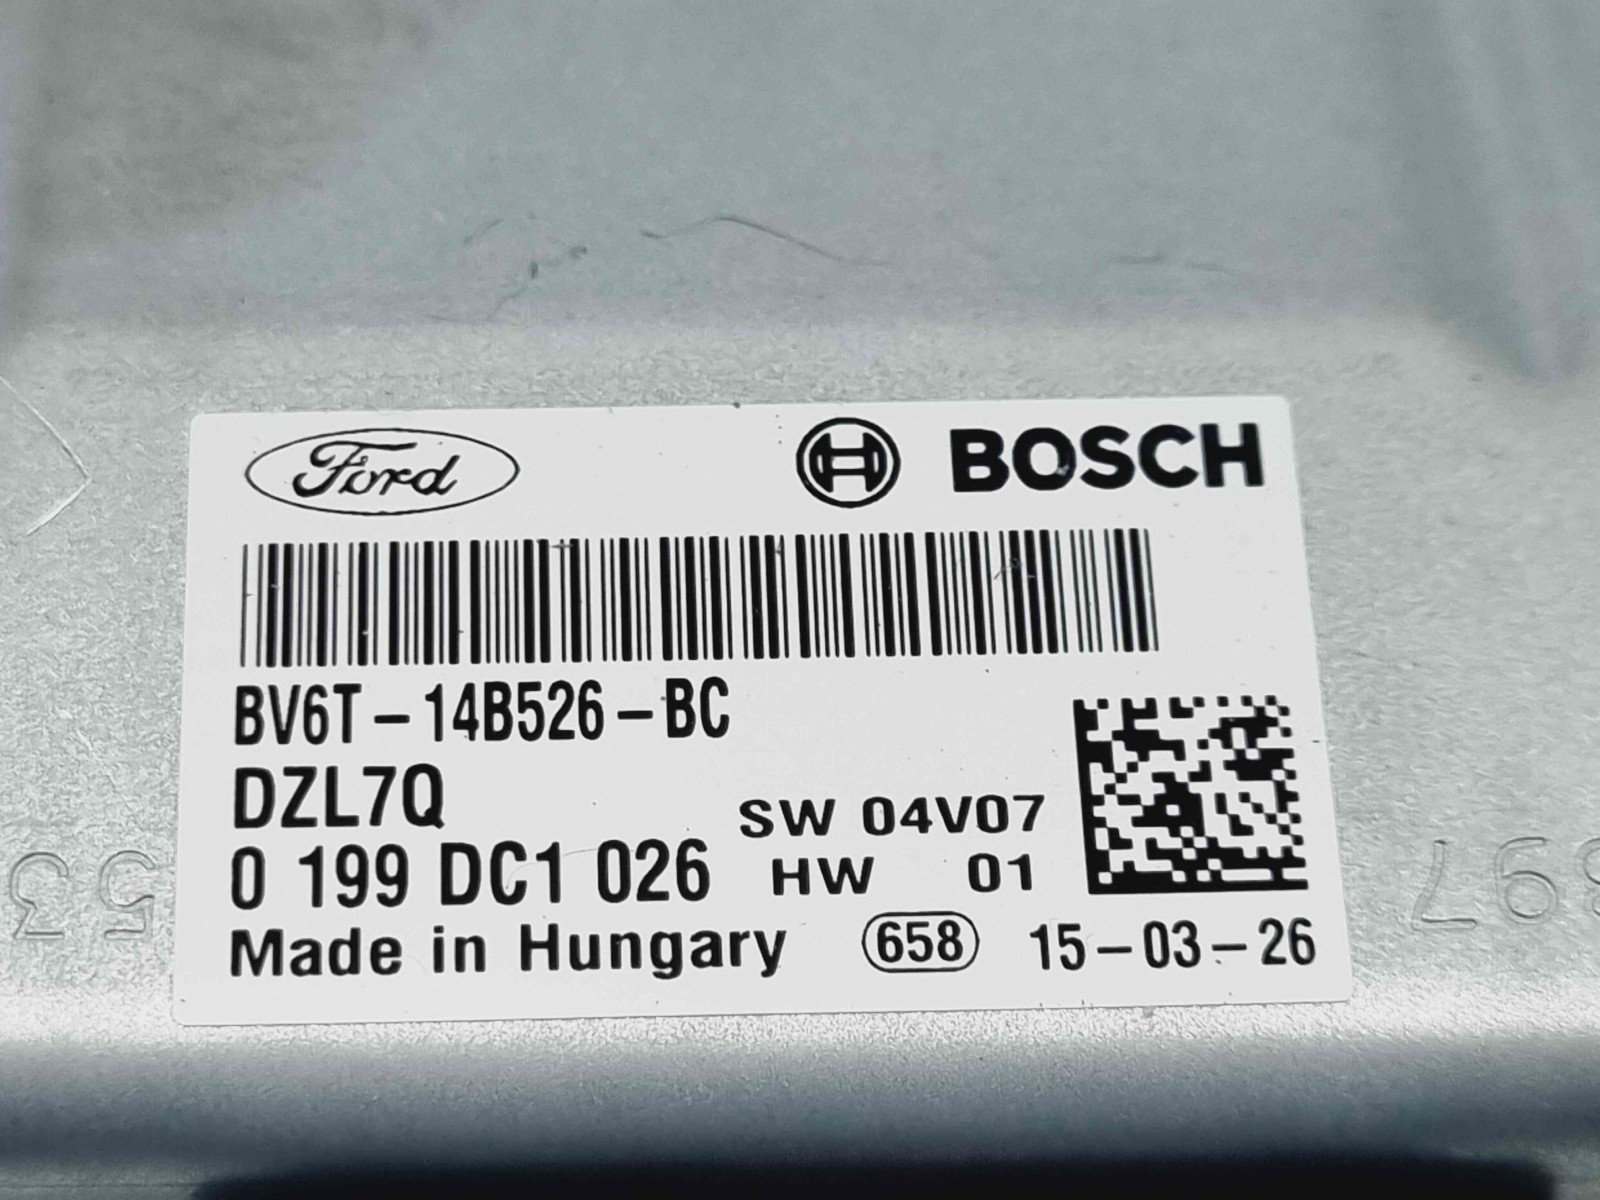 Ford BOSCH
BV6T-14B526-BC
DZL7Q
SW 04V07
0 199 DC1 026 HW 01
Made in Hungary 658 15-03-26